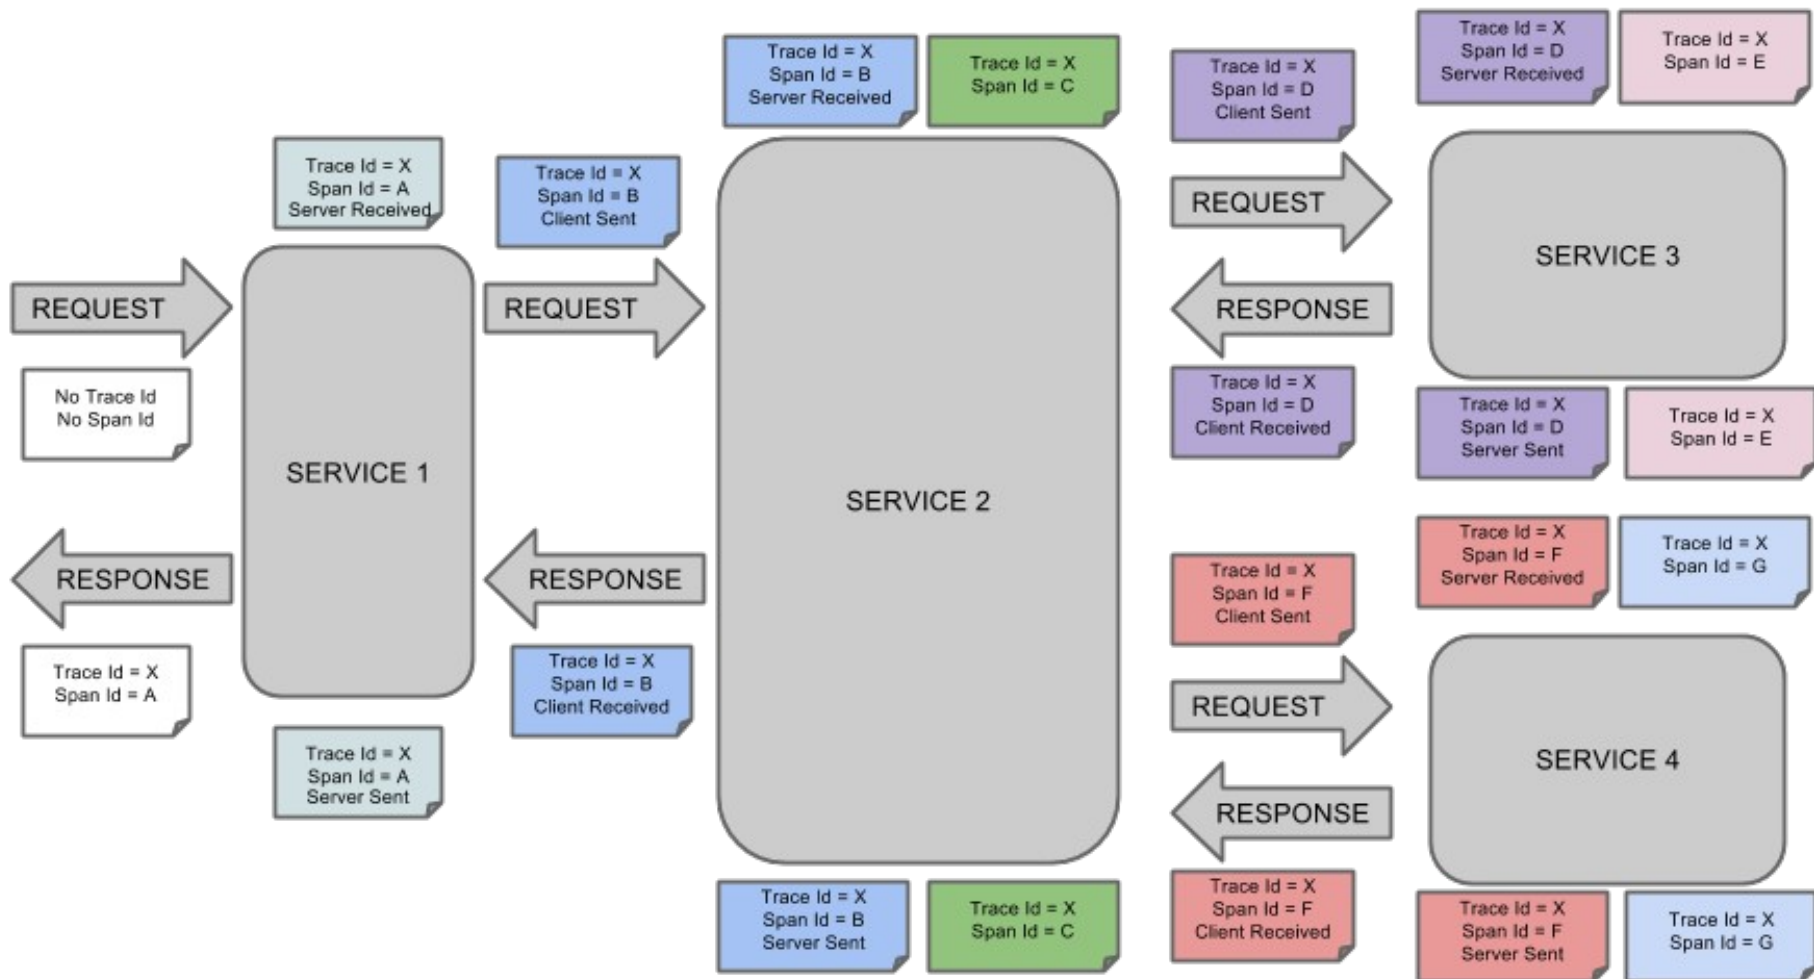 Trace Id = X
Span Id = B
Server Received
Trace Id = X
Span Id = C
Trace Id = X
Span Id = D
Client Sent
Trace Id = X
Span Id = D
Server Received
Trace Id = X
Span Id = E
Trace Id = X
Span Id = A
Server Received
Trace Id = X
Span Id = B
Client Sent
REQUEST
SERVICE 3
REQUEST
REQUEST
RESPONSE
No Trace Id
No Span Id
Trace Id = X
Span Id = D
Client Received
Trace Id = X
Span Id = D
Server Sent
Trace Id = X
Span Id = E
SERVICE 1
SERVICE 2
Trace Id = X
Span Id = F
Server Received
Trace Id = X
Span Id = G
RESPONSE
RESPONSE
Trace Id = X
Span Id = F
Client Sent
Trace Id = X
Span Id = A
Trace Id = X
Span Id = B
Client Received
REQUEST
SERVICE 4
Trace Id = X
Span Id = A
Server Sent
RESPONSE
Trace Id = X
Span Id = B
Server Sent
Trace Id = X
Span Id = C
Trace Id = X
Span Id = F
Client Received
Trace Id = X
Span Id = F
Server Sent
Trace Id = X
Span Id = G